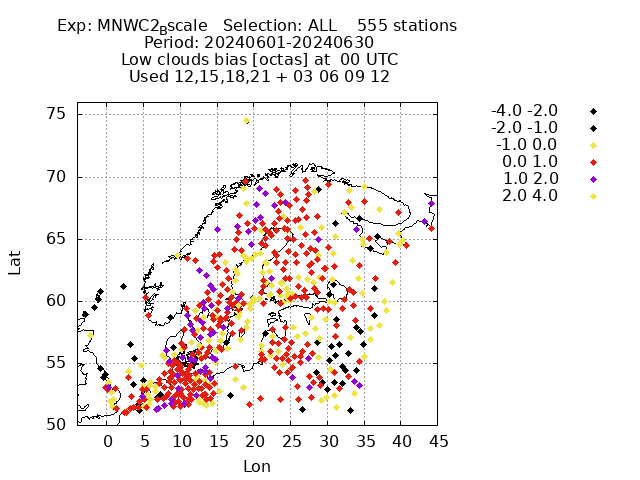 Exp: MNWC2_Bscale   Selection: ALL    555 stations
Period: 20240601-20240630
Low clouds bias [octas] at  00 UTC
Used 12,15,18,21 + 03 06 09 12
-4.0 -2.0
-2.0 -1.0
-1.0 0.0
0.0 1.0
1.0 2.0
2.0 4.0
75
70
65
60
55
50
Lat
0 5 10 15 20 25 30 35 40 45
Lon